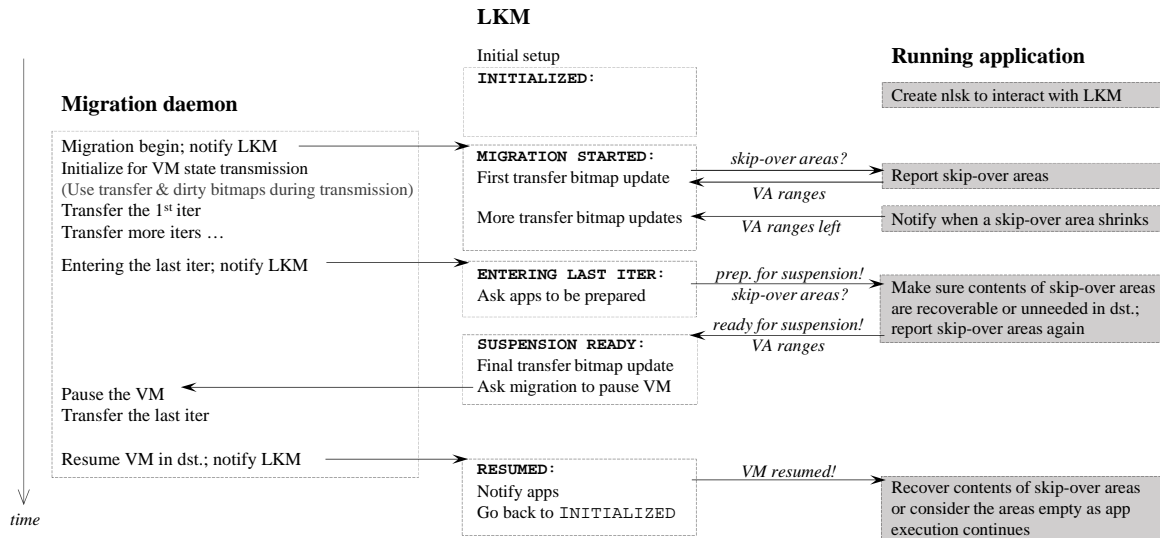 LKM
Initial setup
INITIALIZED:
Running application
Create nlsk to interact with LKM
Migration daemon
Migration begin; notify LKM
Initialize for VM state transmission
(Use transfer & dirty bitmaps during transmission)
Transfer the 1st iter
Transfer more iters …
MIGRATION STARTED:
First transfer bitmap update
More transfer bitmap updates
skip-over areas?
VA ranges
Report skip-over areas
VA ranges left
Notify when a skip-over area shrinks
Entering the last iter; notify LKM
ENTERING LAST ITER:
Ask apps to be prepared
prep. for suspension!
skip-over areas?
Make sure contents of skip-over areas
are recoverable or unneeded in dst.;
report skip-over areas again
ready for suspension!
VA ranges
SUSPENSION READY:
Final transfer bitmap update
Ask migration to pause VM
Pause the VM
Transfer the last iter
Resume VM in dst.; notify LKM
RESUMED:
Notify apps
Go back to INITIALIZED
VM resumed!
Recover contents of skip-over areas
or consider the areas empty as app
execution continues
time